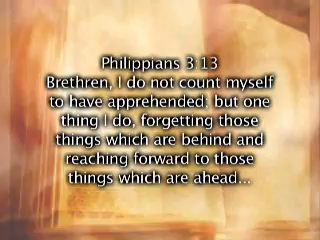 Philippians 3:13
Brethren, I do not count myself
to have apprehended; but one
thing I do, forgetting those
things which are behind and
reaching forward to those
things which are ahead...